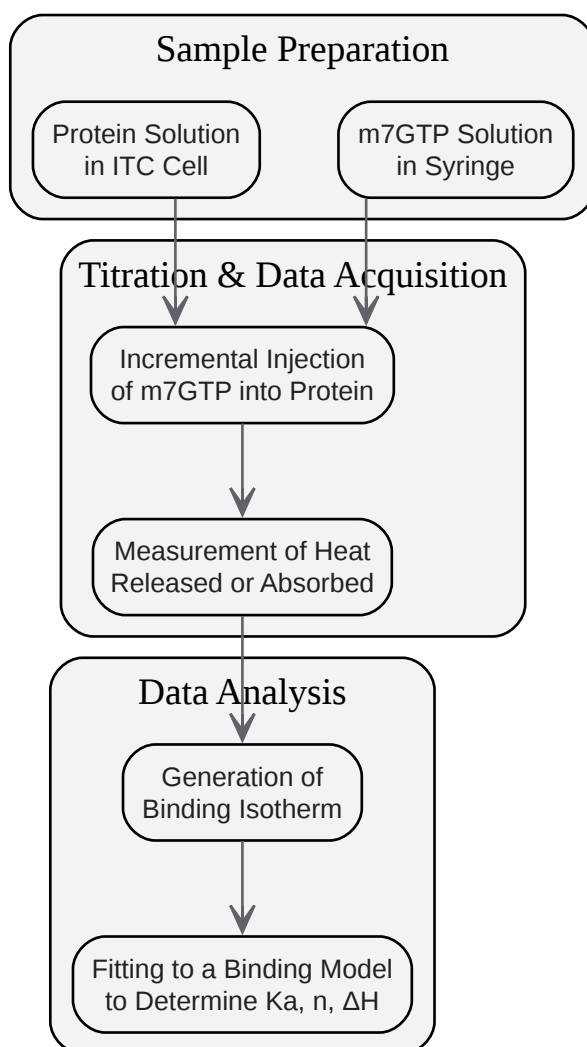 Sample Preparation
Protein Solution
in ITC Cell
m7GTP Solution
in Syringe
Titration & Data Acquisition
Incremental Injection
of m7GTP into Protein
Measurement of Heat
Released or Absorbed
Data Analysis
Generation of
Binding Isotherm
Fitting to a Binding Model
to Determine Ka, n, ΔH